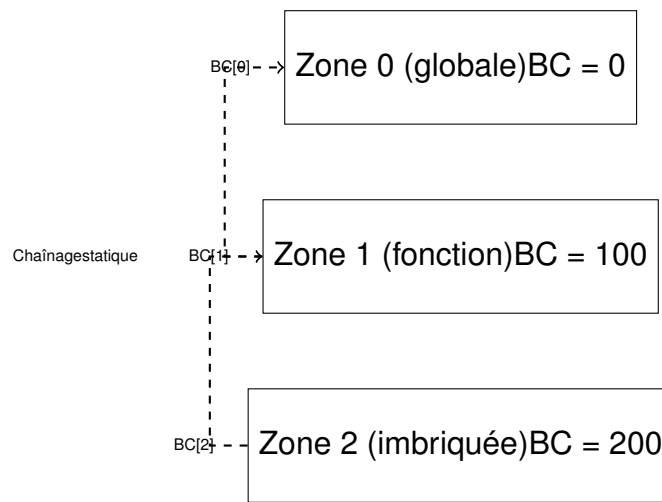 BC[0]
Zone 0 (globale)BC = 0
Chaînagestatique
BC[1]
Zone 1 (fonction)BC = 100
BC[2]
Zone 2 (imbriquée)BC = 200